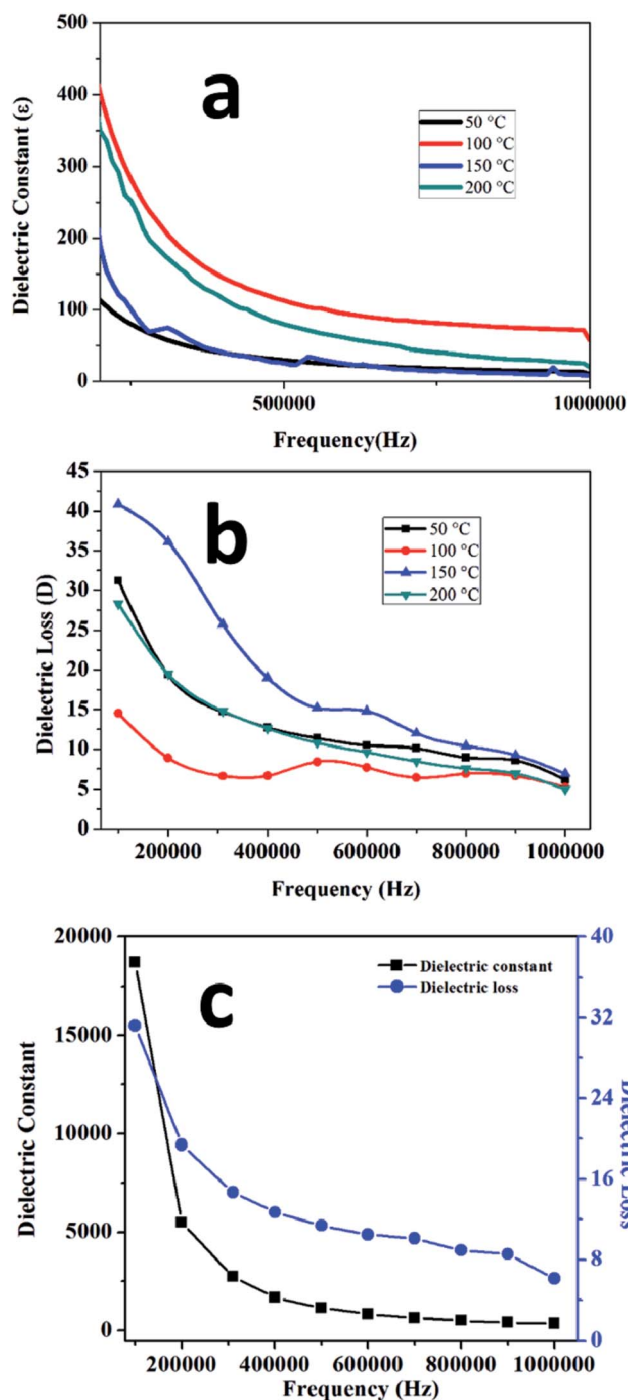 500
400
300
200
100
0
Dielectric Constant (ε)
a
50 °C
100 °C
150 °C
200 °C
500000 1000000
Frequency(Hz)
45
40
35
30
25
20
15
10
5
0
Dielectric Loss (D)
b
50 °C
100 °C
150 °C
200 °C
200000 400000 600000 800000 1000000
Frequency (Hz)
20000
15000
10000
5000
0
Dielectric Constant
c
Dielectric constant
Dielectric loss
40
32
24
16
8
0
Dielectric Loss
200000 400000 600000 800000 1000000
Frequency (Hz)